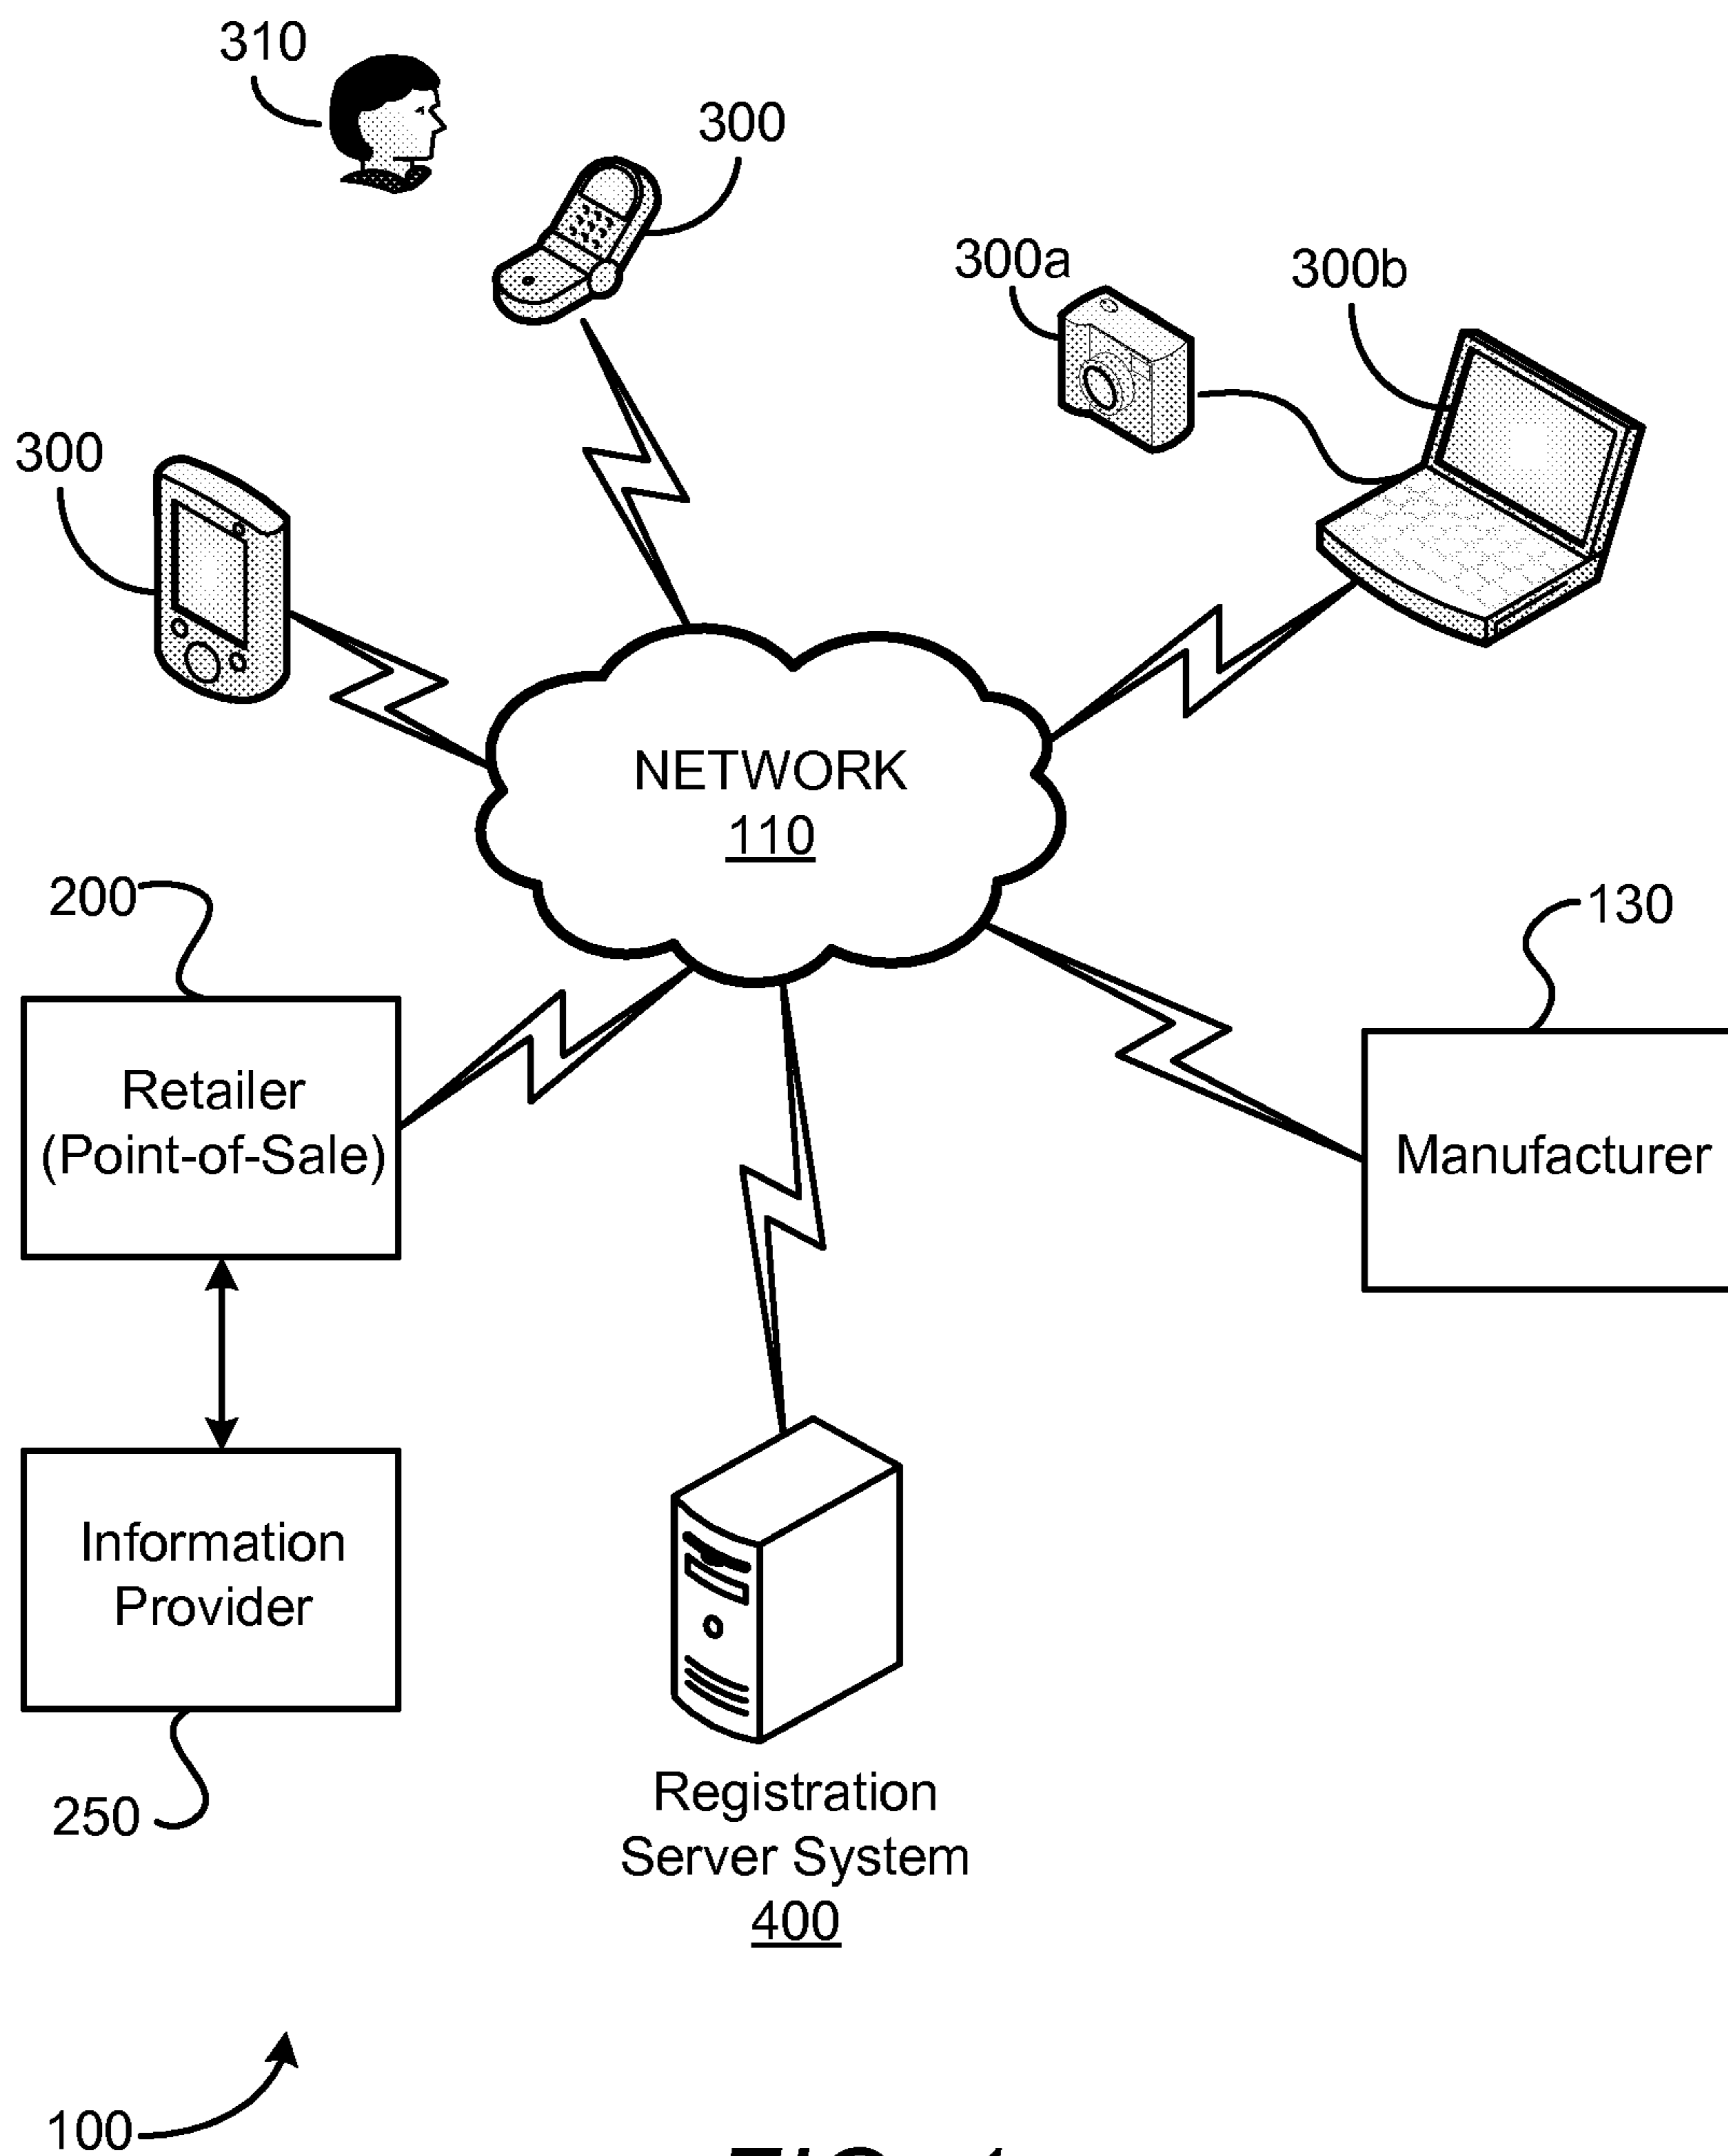 310
300
300a
300b
300
NETWORK
110
200
130
Retailer
(Point-of-Sale)
Manufacturer
Information
Provider
250
Registration
Server System
400
100